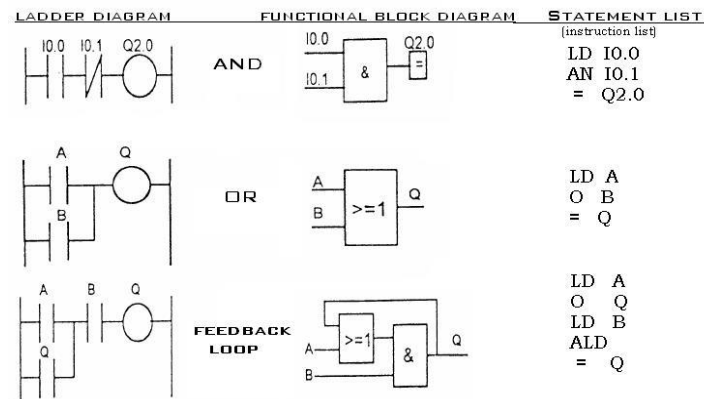 LADDER DIAGRAM FUNCTIONAL BLOCK DIAGRAM STATEMENT LIST
(instruction list)
I0.0 I0.1 Q2.0
AND
I0.0
I0.1
&
Q2.0
=
LD I0.0
AN I0.1
= Q2.0
A Q
B
OR
A
B
>=1
Q
LD A
O B
= Q
A B Q
Q
FEEDBACK
LOOP
A
B
>=1
&
Q
LD A
O Q
LD B
ALD
= Q